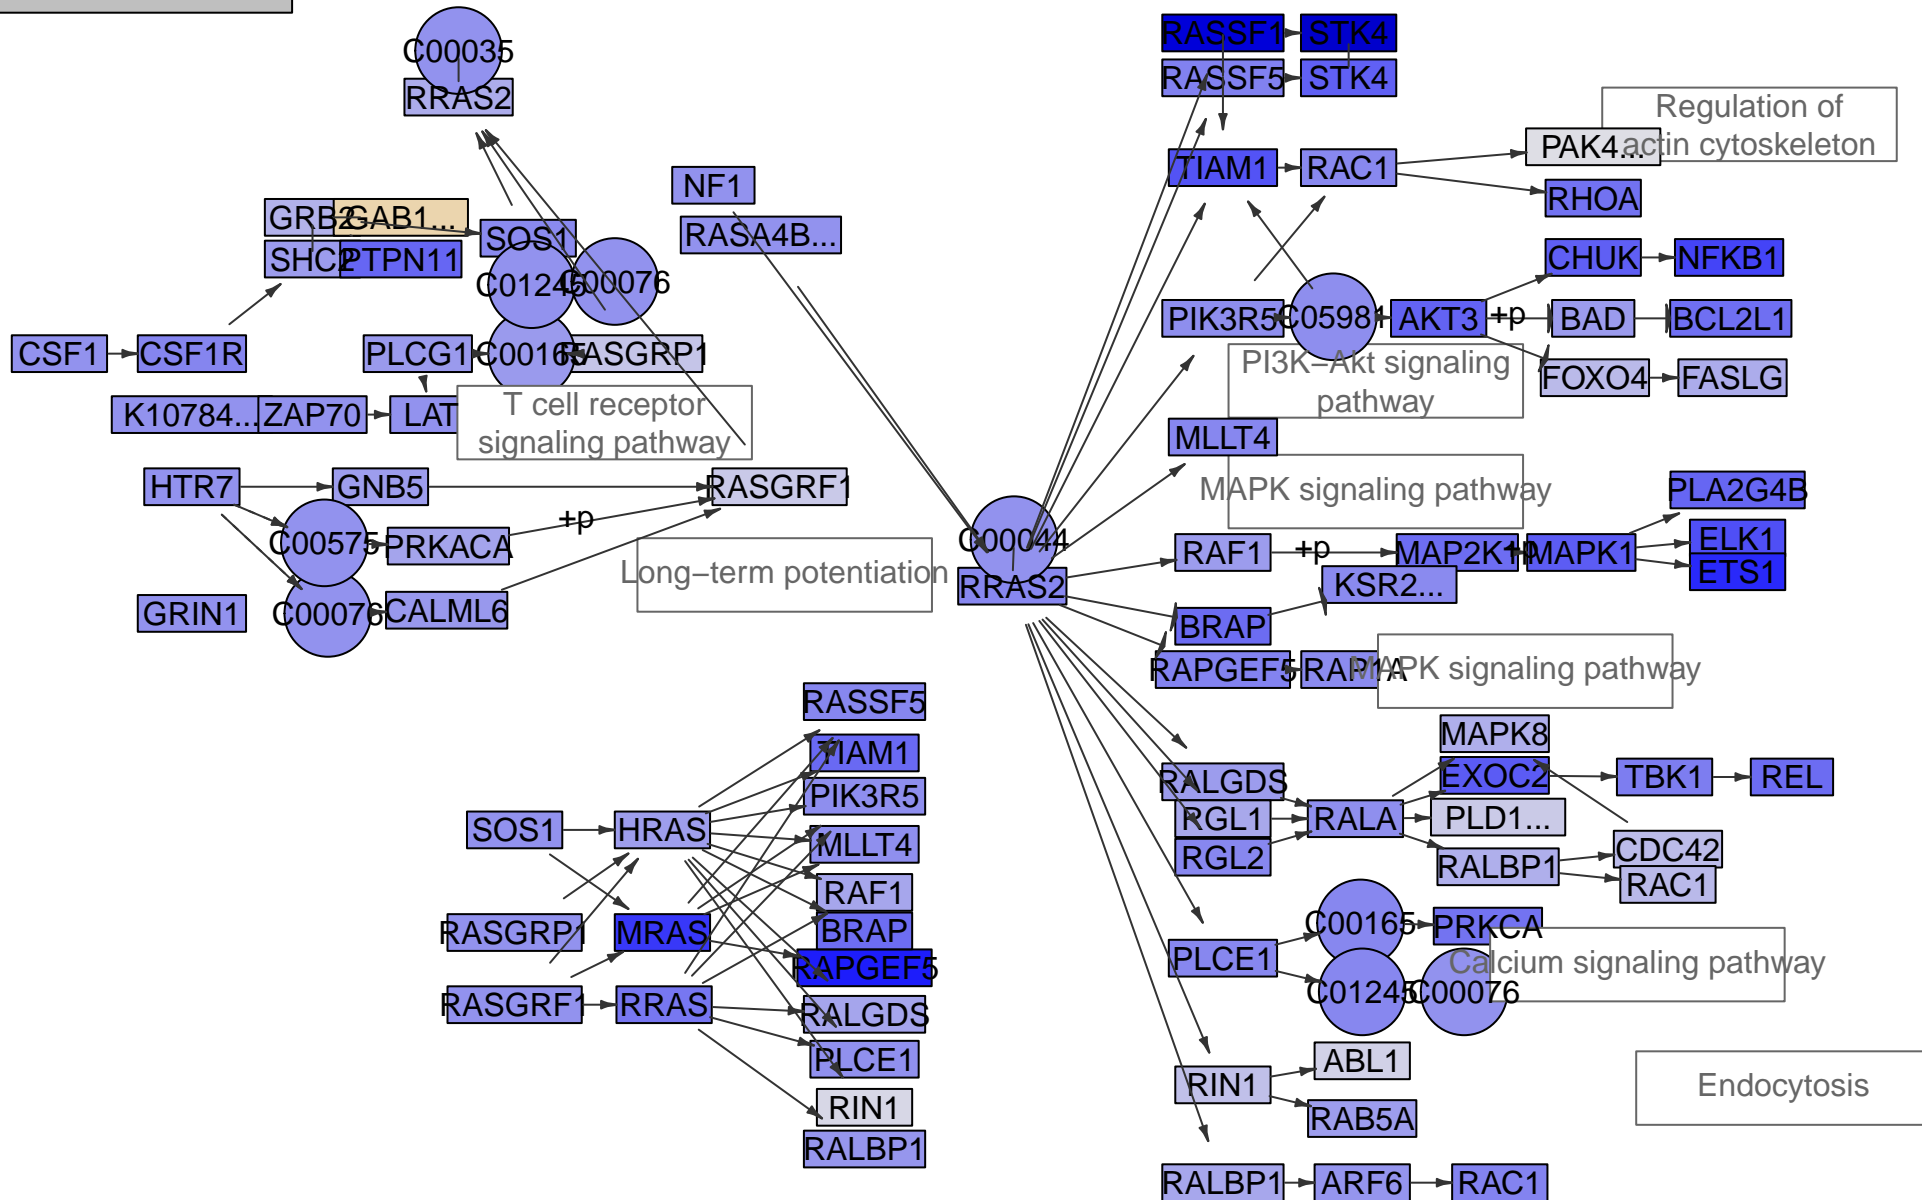 C00035
RRAS2
NF1
RASA4B...
GRB2
GAB1...
SOS1
SHC2
PTPN11
C01245
C00076
CSF1
CSF1R
PLCG1
C00165
RASGRP1
K10784...
ZAP70
LAT
T cell receptor
signaling pathway
HTR7
GNB5
RASGRF1
+p
C00575
PRKACA
GRIN1
C00076
CALML6
Long−term potentiation
C00044
RRAS2
RASSF1
STK4
RASSF5
STK4
Regulation of
actin cytoskeleton
PAK4...
TIAM1
RAC1
RHOA
CHUK
NFKB1
PIK3R5
C05981
AKT3
+p
BAD
BCL2L1
PI3K−Akt signaling
pathway
FOXO4
FASLG
MLLT4
MAPK signaling pathway
PLA2G4B
RAF1
+p
MAP2K1
+p
MAPK1
ELK1
ETS1
KSR2...
BRAP
RAPGEF5
RAP1A
MAPK signaling pathway
MAPK8
RALGDS
EXOC2
TBK1
REL
RGL1
RALA
PLD1...
RGL2
RALBP1
CDC42
RAC1
C00165
PRKCA
PLCE1
Calcium signaling pathway
C01245
C00076
ABL1
RIN1
RAB5A
Endocytosis
RALBP1
ARF6
RAC1
RASSF5
TIAM1
PIK3R5
SOS1
HRAS
MLLT4
RAF1
RASGRP1
MRAS
BRAP
RAPGEF5
RASGRF1
RRAS
RALGDS
PLCE1
RIN1
RALBP1